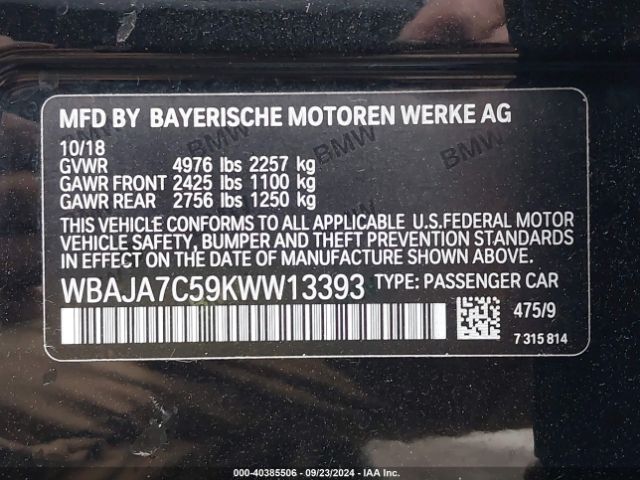 MFD BY BAYERISCHE MOTOREN WERKE AG
10/18
GVWR 4976 lbs 2257 kg
GAWR FRONT 2425 lbs 1100 kg
GAWR REAR 2756 lbs 1250 kg
THIS VEHICLE CONFORMS TO ALL APPLICABLE U.S.FEDERAL MOTOR
VEHICLE SAFETY, BUMPER AND THEFT PREVENTION STANDARDS
IN EFFECT ON THE DATE OF MANUFACTURE SHOWN ABOVE.
WBAJA7C59KWW13393 TYPE: PASSENGER CAR
475/9
7 315 814
BMW BMW BMW
000-40385506 - 09/23/2024 - IAA Inc.